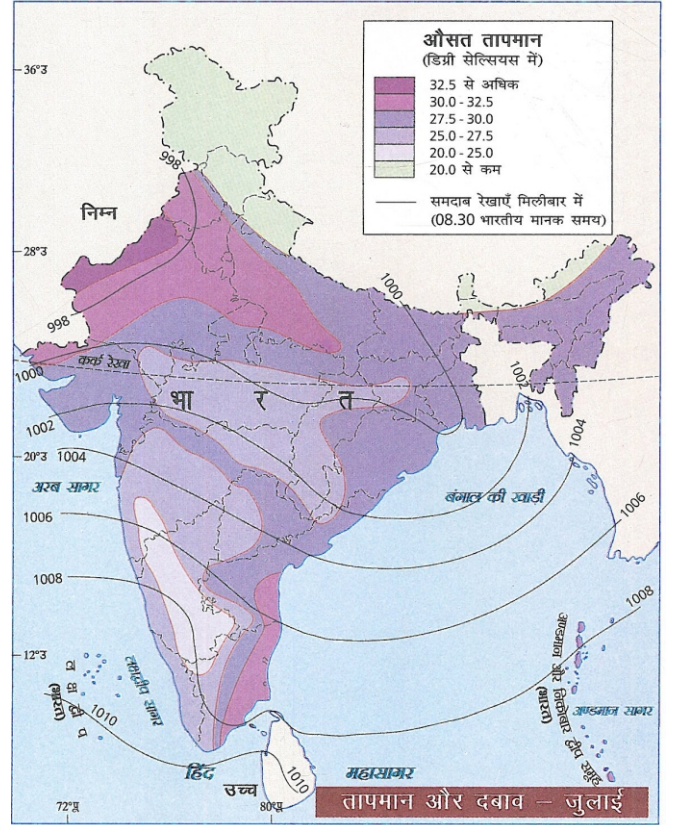 औसत तापमान
(डिग्री सेल्सियस में)
32.5 से अधिक
30.0 - 32.5
27.5 - 30.0
25.0 - 27.5
20.0 - 25.0
20.0 से कम
समदाब रेखाएँ मिलीबार में
(08.30 भारतीय मानक समय)
36°उ
998
निम्न
28°उ
1000
998
कर्क रेखा
1000
1002
भा र त
1002
1004
20°उ
1004
अरब सागर
बंगाल की खाड़ी
1006
1006
1008
1008
12°उ
लक्षद्वीप सागर
लक्षद्वीप
(भारत)
अण्डमान और निकोबार द्वीप समूह
(भारत)
अण्डमान सागर
1010
हिंद
महासागर
उच्च
1010
72°पू
80°पू
तापमान और दबाव – जुलाई